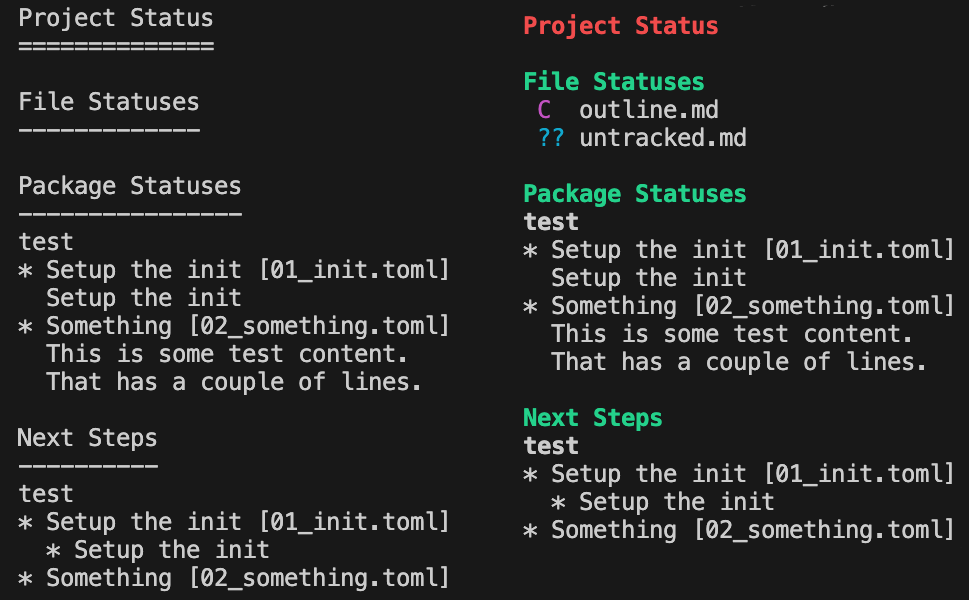 Project Status
==============
File Statuses
-------------
Package Statuses
----------------
test
* Setup the init [01_init.toml]
  Setup the init
* Something [02_something.toml]
  This is some test content.
  That has a couple of lines.
Next Steps
----------
test
* Setup the init [01_init.toml]
  * Setup the init
* Something [02_something.toml]
Project Status
File Statuses
 C  outline.md
 ?? untracked.md
Package Statuses
test
* Setup the init [01_init.toml]
  Setup the init
* Something [02_something.toml]
  This is some test content.
  That has a couple of lines.
Next Steps
test
* Setup the init [01_init.toml]
  * Setup the init
* Something [02_something.toml]